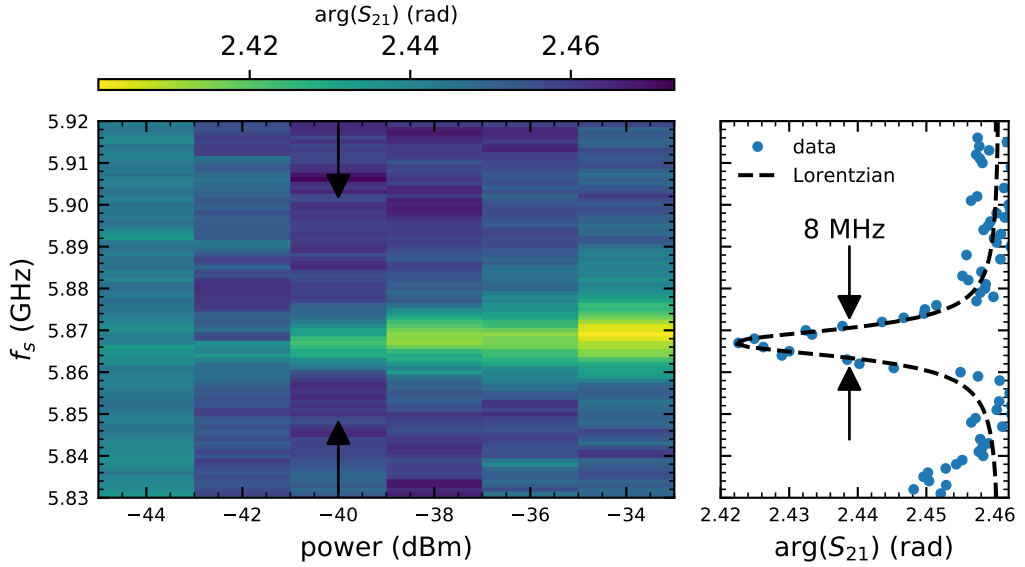 arg(S21) (rad)
2.42 2.44 2.46
5.92
5.91
5.90
5.89
5.88
5.87
5.86
5.85
5.84
5.83
fs (GHz)
−44 −42 −40 −38 −36 −34
power (dBm)
data
Lorentzian
8 MHz
2.42 2.43 2.44 2.45 2.46
arg(S21) (rad)